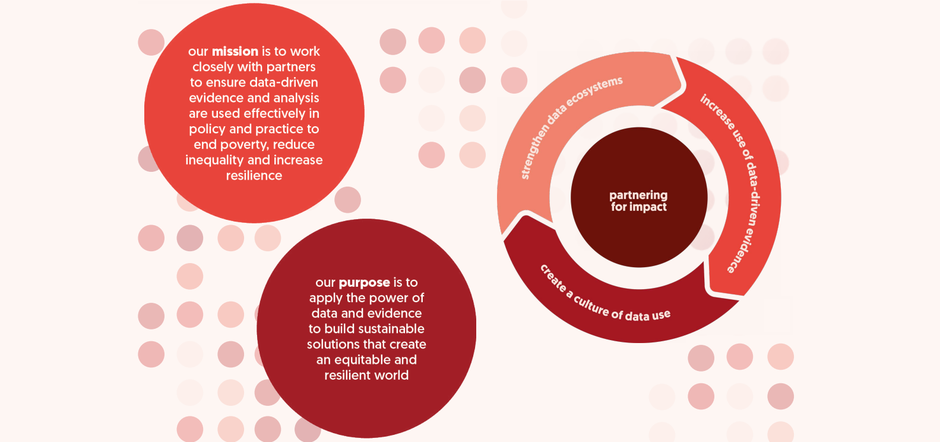 our mission is to work
closely with partners
to ensure data-driven
evidence and analysis
are used effectively in
policy and practice to
end poverty, reduce
inequality and increase
resilience
our purpose is to
apply the power of
data and evidence
to build sustainable
solutions that create
an equitable and
resilient world
strengthen data ecosystems
increase use of data-driven evidence
create a culture of data use
partnering
for impact